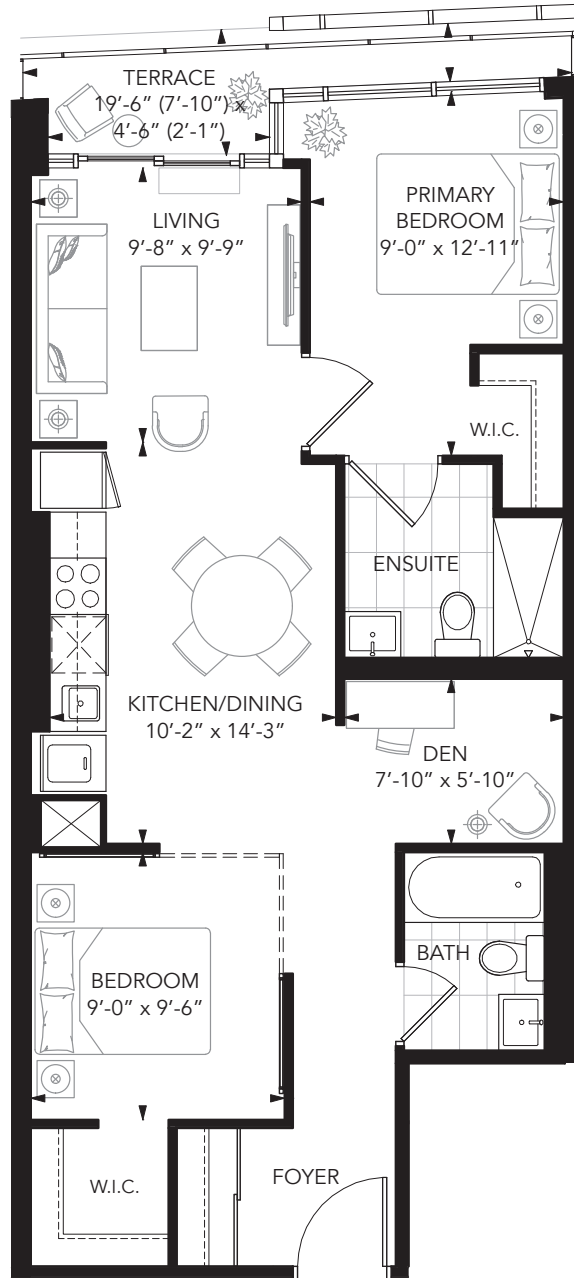 TERRACE
19’-6” (7’-10”) x
4’-6” (2’-1”)
LIVING
9’-8” x 9’-9”
PRIMARY
BEDROOM
9’-0” x 12’-11”
W.I.C.
ENSUITE
KITCHEN/DINING
10’-2” x 14’-3”
DEN
7’-10” x 5’-10”
BATH
BEDROOM
9’-0” x 9’-6”
W.I.C.
FOYER